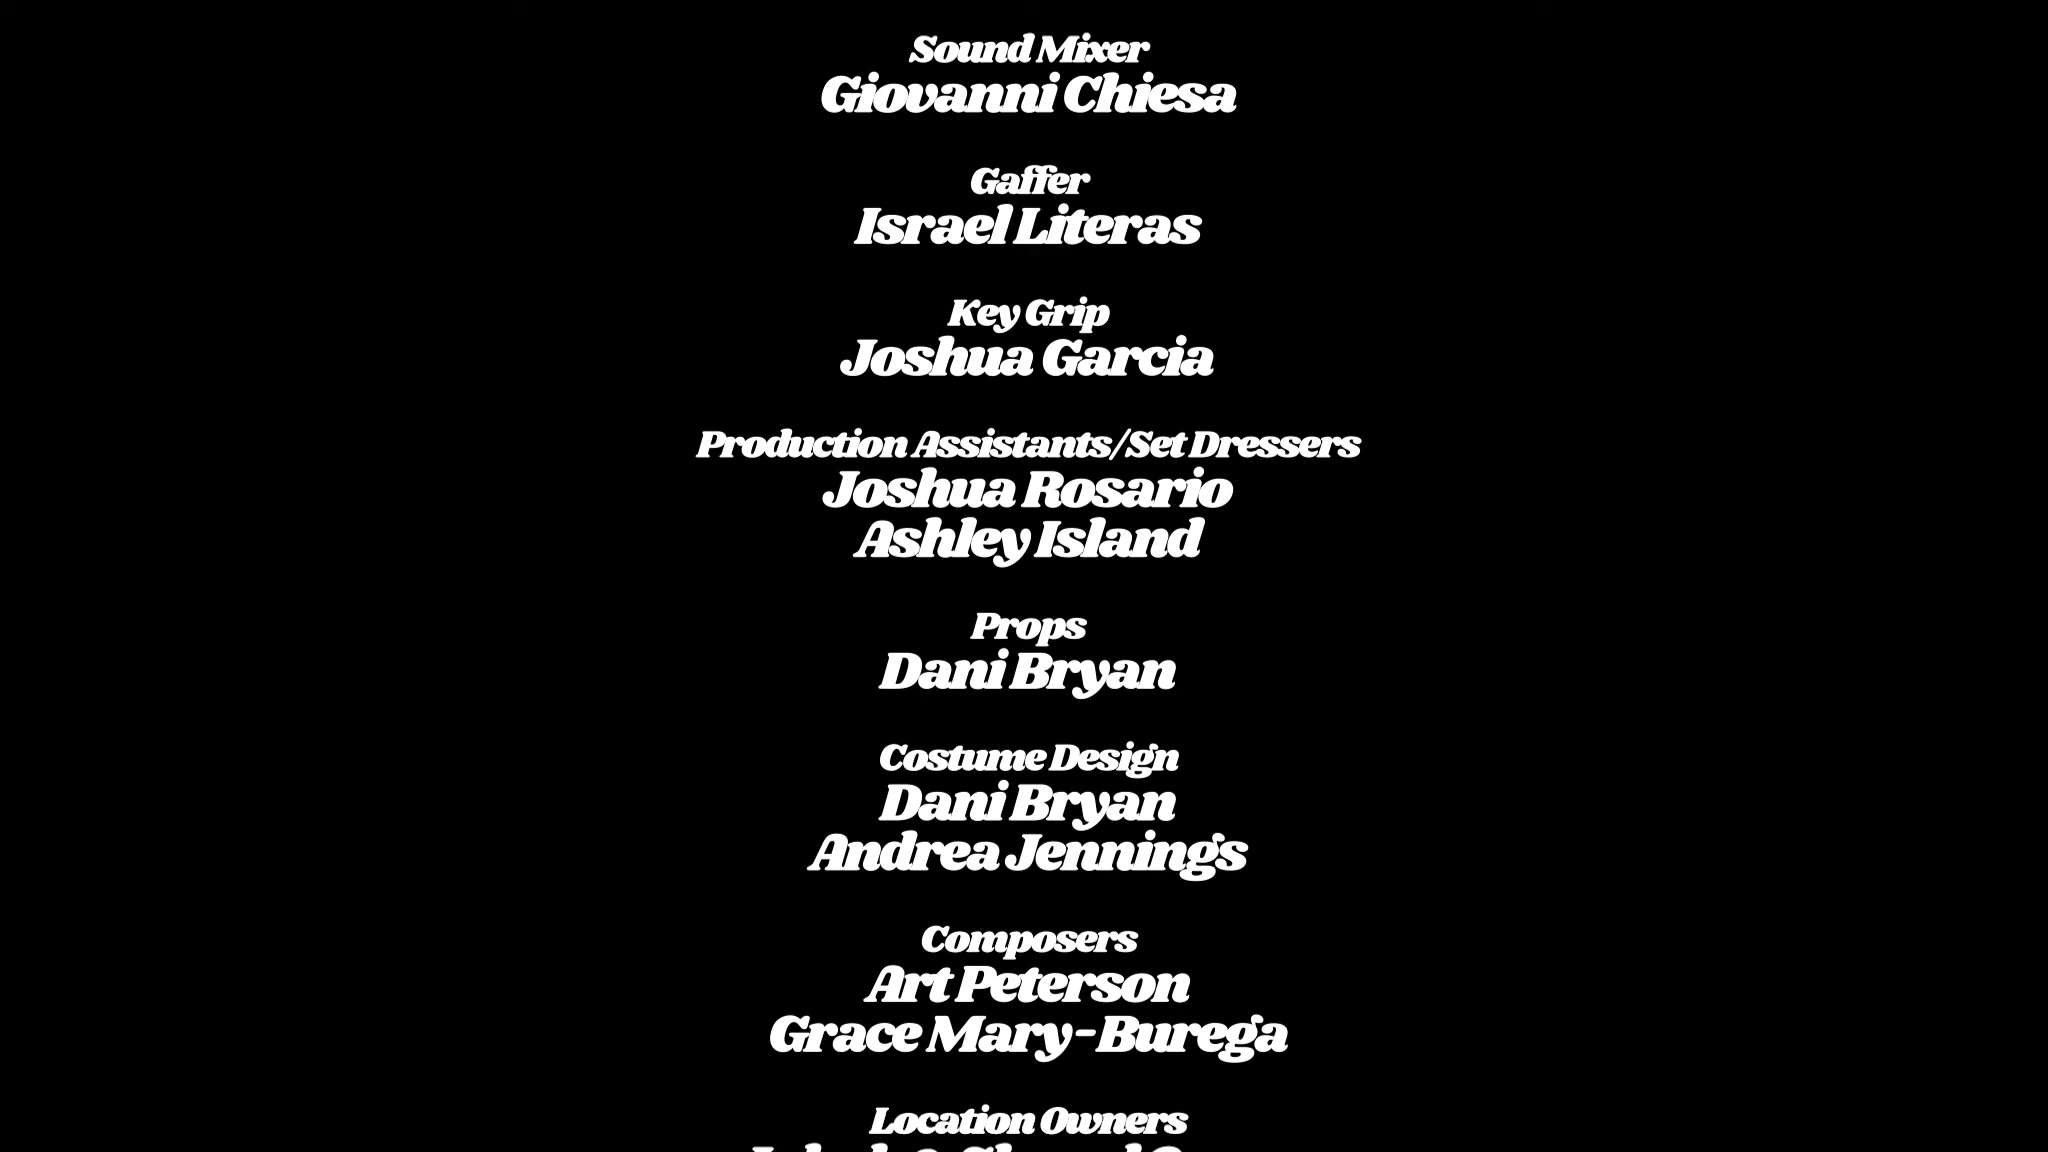 Sound Mixer
Giovanni Chiesa
Gaffer
Israel Literas
Key Grip
Joshua Garcia
Production Assistants/Set Dressers
Joshua Rosario
Ashley Island
Props
Dani Bryan
Costume Design
Dani Bryan
Andrea Jennings
Composers
Art Peterson
Grace Mary-Burega
Location Owners